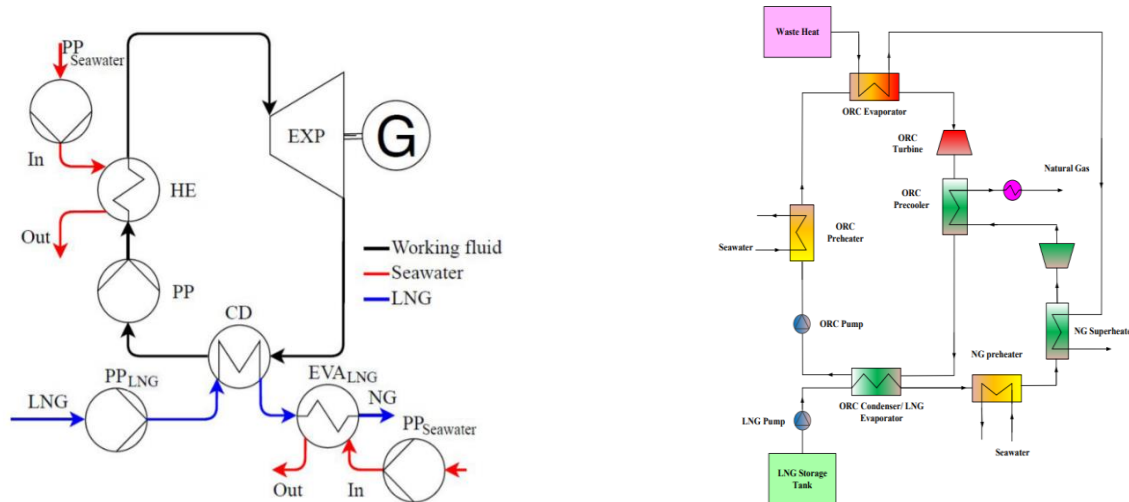 PP
Seawater
In
HE
Out
PP
EXP
G
Working fluid
Seawater
LNG
CD
PP LNG
LNG
EVA LNG
NG
PP Seawater
Out
In
Waste Heat
ORC Evaporator
ORC
Turbine
Natural Gas
ORC
Precooler
ORC
Preheater
Seawater
ORC Pump
NG Superheate
NG preheater
ORC Condenser/ LNG
Evaporator
LNG Pump
Seawater
LNG Storage
Tank